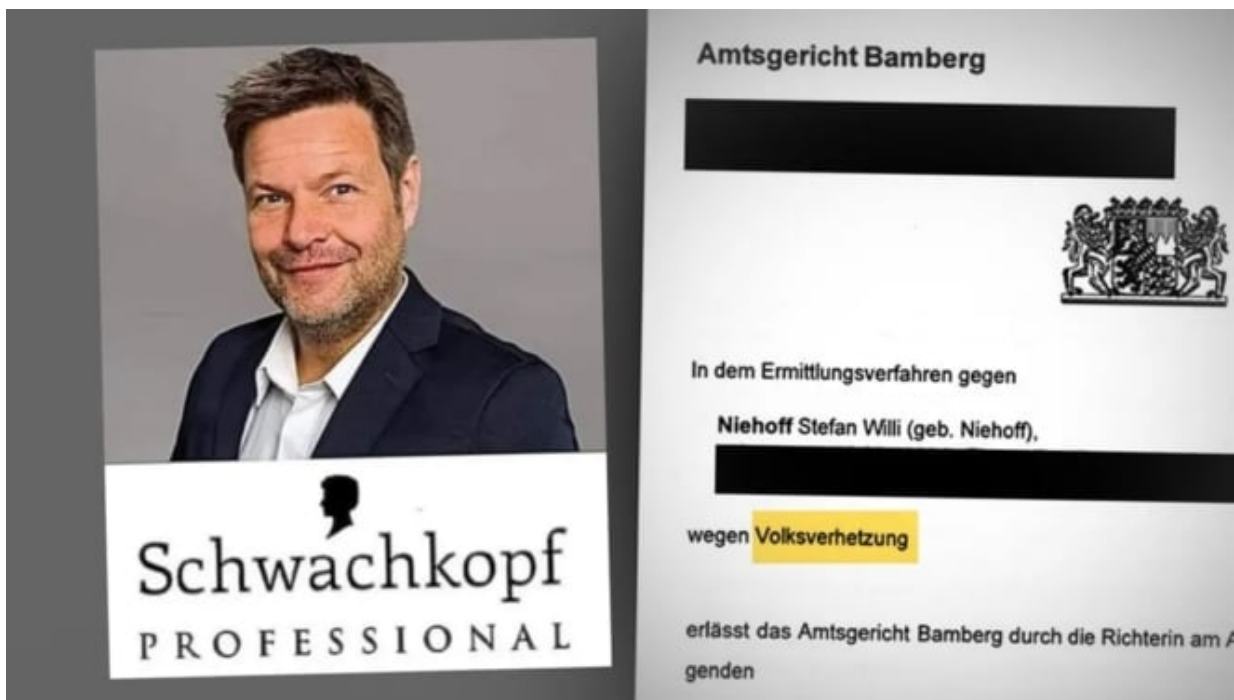 Schwachkopf
PROFESSIONAL
Amtsgericht Bamberg
In dem Ermittlungsverfahren gegen
Niehoff Stefan Willi (geb. Niehoff),
wegen Volksverhetzung
erlässt das Amtsgericht Bamberg durch die Richterin am A
genden